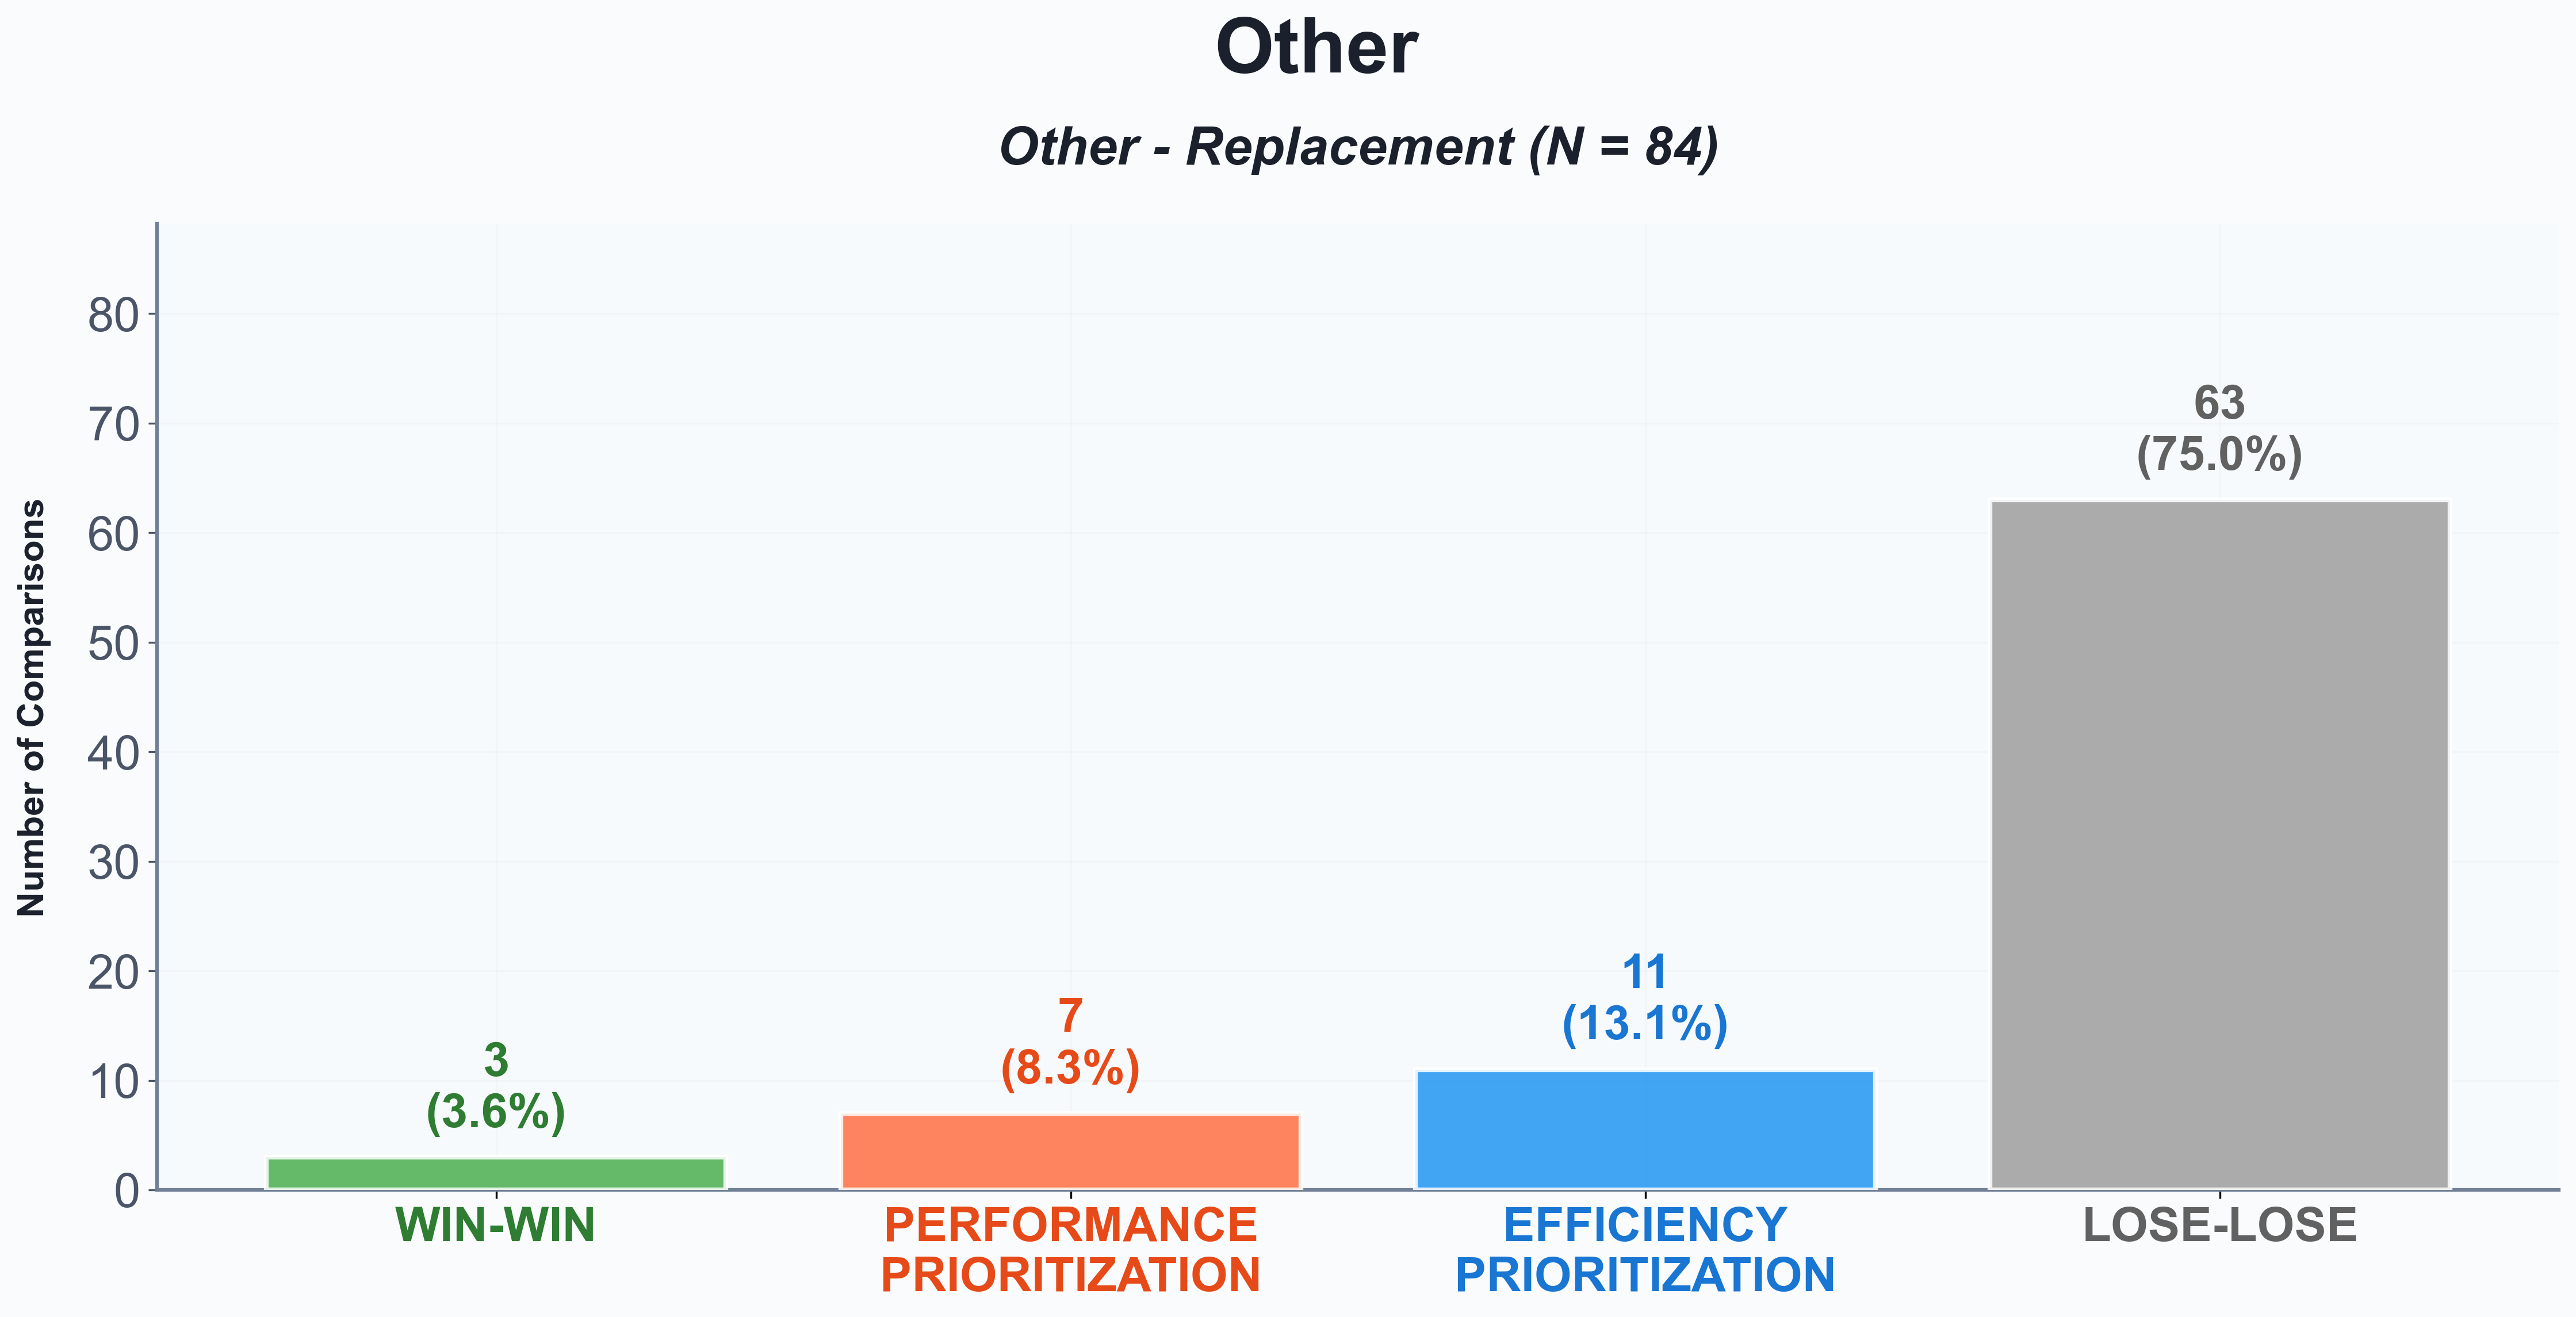 Other
Other - Replacement (N = 84)
Number of Comparisons
80
70
60
50
40
30
20
10
0
3
(3.6%)
7
(8.3%)
11
(13.1%)
63
(75.0%)
WIN-WIN
PERFORMANCE
PRIORITIZATION
EFFICIENCY
PRIORITIZATION
LOSE-LOSE